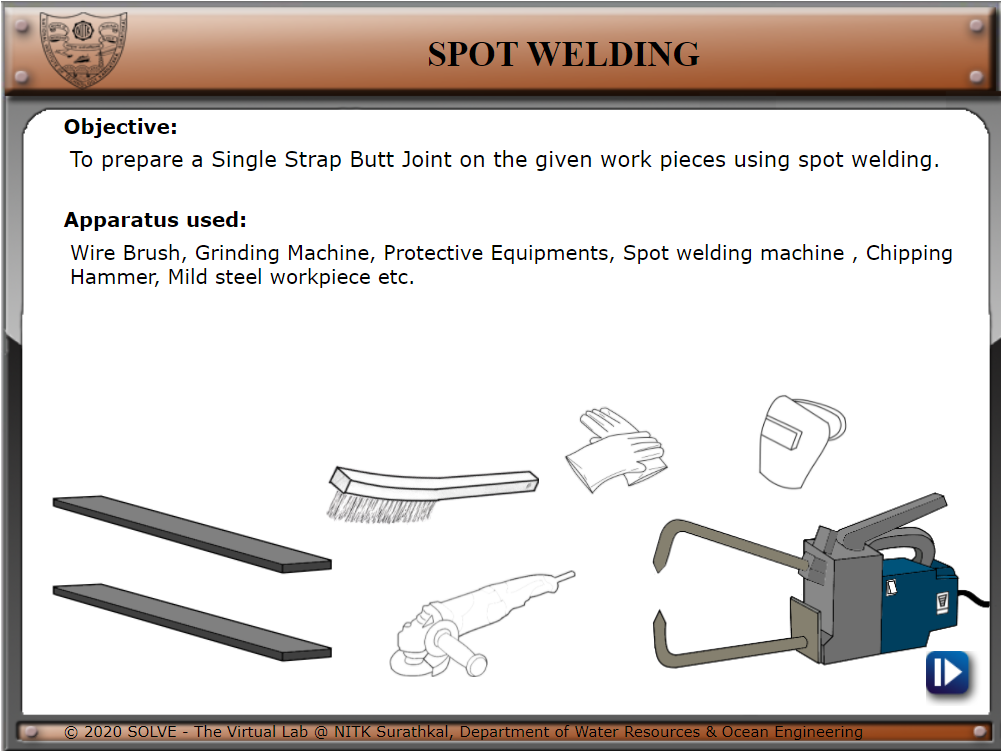 SPOT WELDING
Objective:
To prepare a Single Strap Butt Joint on the given work pieces using spot welding.
Apparatus used:
Wire Brush, Grinding Machine, Protective Equipments, Spot welding machine , Chipping
Hammer, Mild steel workpiece etc.
© 2020 SOLVE - The Virtual Lab @ NITK Surathkal, Department of Water Resources & Ocean Engineering